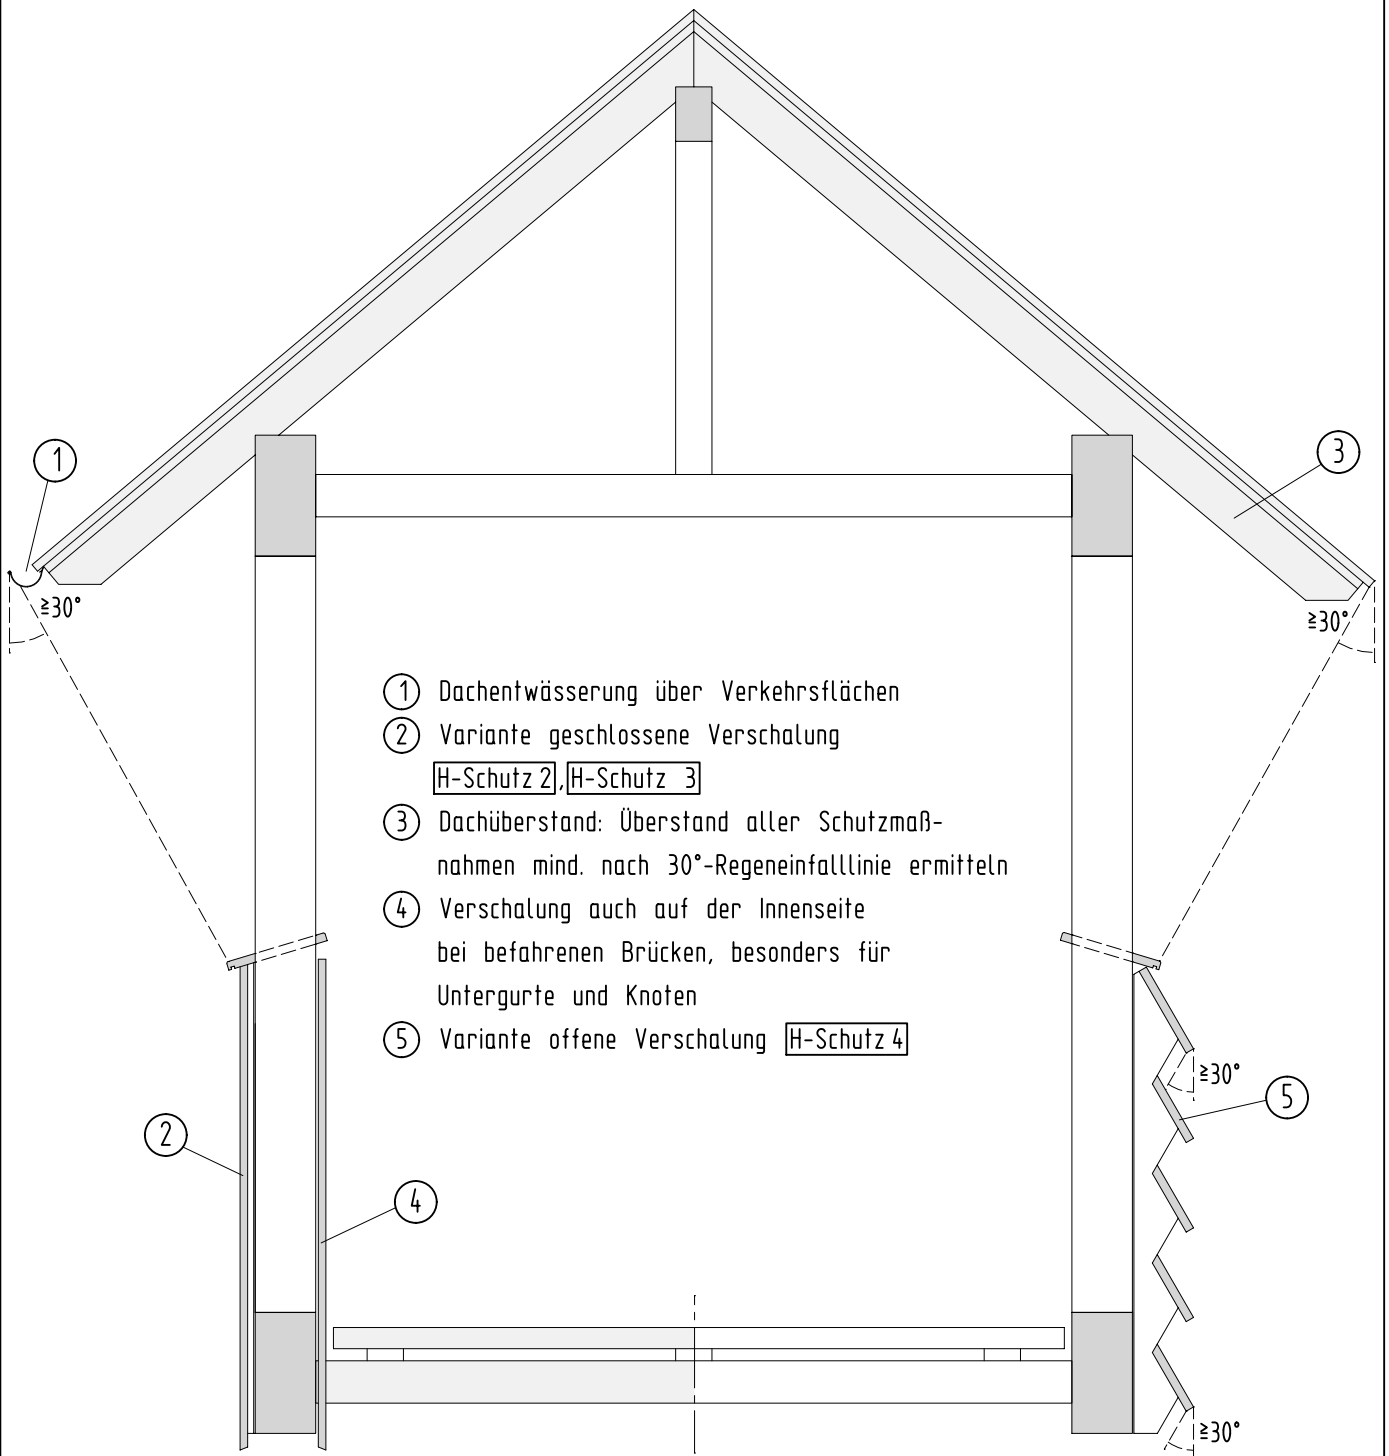 1
3
≧30°
≧30°
1 Dachentwässerung über Verkehrsflächen
2 Variante geschlossene Verschalung
H-Schutz 2, H-Schutz 3
3 Dachüberstand: Überstand aller Schutzmaß-
nahmen mind. nach 30°-Regeneinfalllinie ermitteln
4 Verschalung auch auf der Innenseite
bei befahrenen Brücken, besonders für
Untergurte und Knoten
5 Variante offene Verschalung H-Schutz 4
≧30°
5
2
4
≧30°